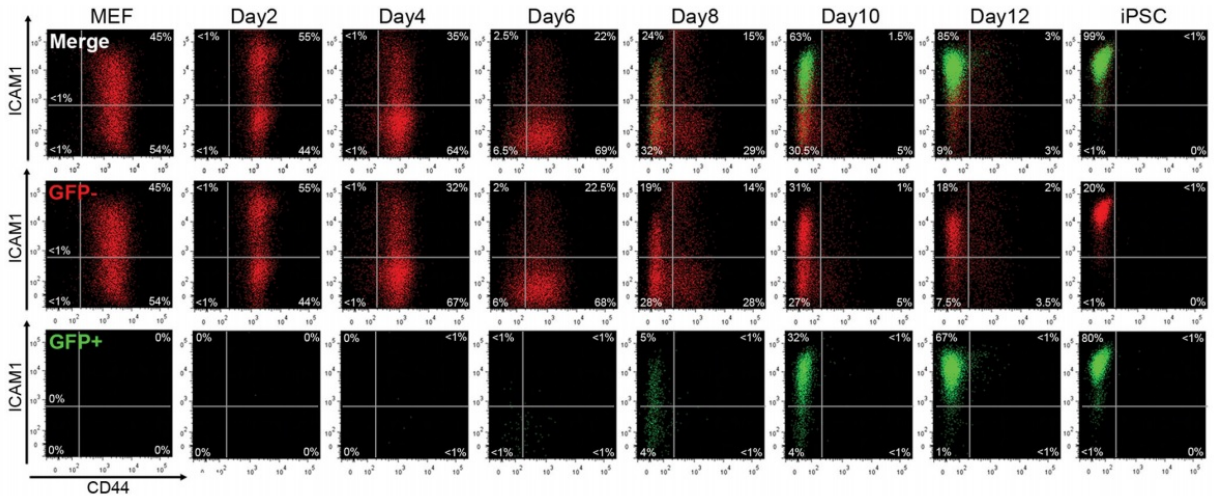 MEF Day2 Day4 Day6 Day8 Day10 Day12 iPSC
Merge 45% <1% 55% <1% 35% 2.5% 22% 24% 15% 63% 1.5% 85% 3% 99% <1%
ICAM1
<1%
<1% 54% <1% 44% <1% 64% 6.5% 69% 32% 29% 30.5% 5% 9% 3% <1% 0%
GFP- 45% <1% 55% <1% 32% 2% 22.5% 19% 14% 31% 1% 18% 2% 20% <1%
ICAM1
<1%
<1% 54% <1% 44% <1% 67% 6% 68% 28% 28% 27% 5% 7.5% 3.5% <1% 0%
GFP+ 0% 0% 0% 0% <1% <1% <1% 5% <1% 32% <1% 67% <1% 80% <1%
ICAM1
0%
0% 0% 0% 0% 0% <1% <1% <1% 4% <1% 4% <1% 1% <1% <1% 0%
CD44